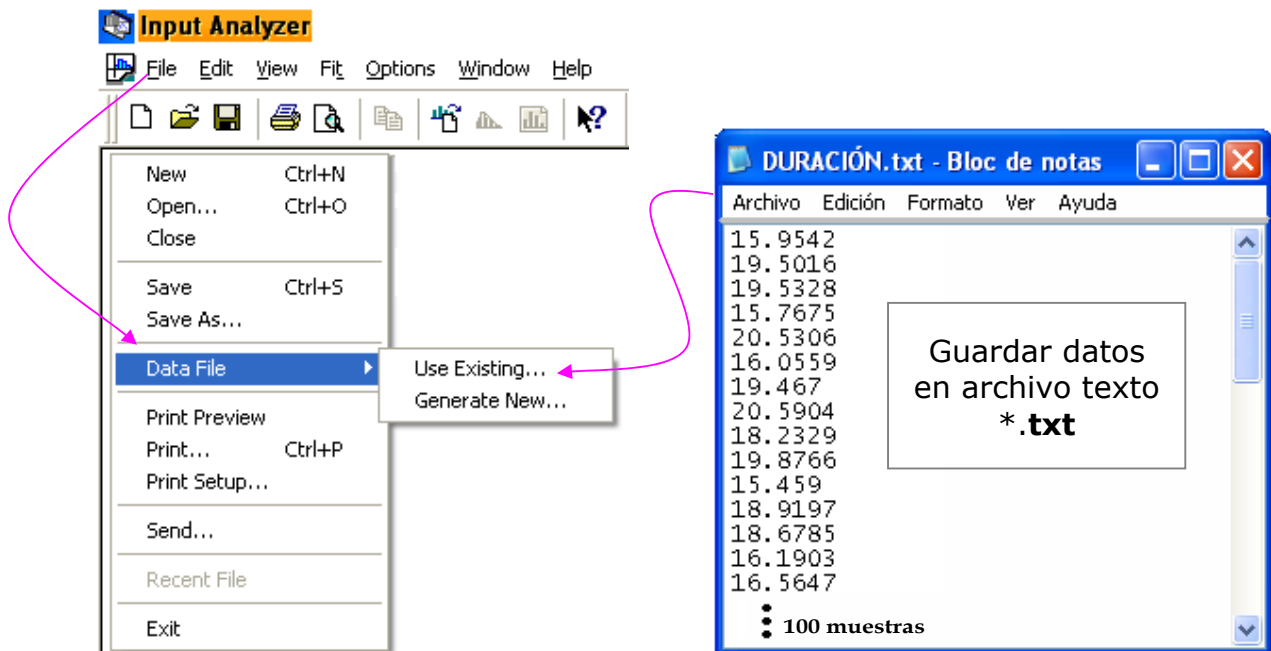 Input Analyzer
File Edit View Fit Options Window Help
New Ctrl+N
Open... Ctrl+O
Close
Save Ctrl+S
Save As...
Data File
Use Existing...
Generate New...
Print Preview
Print... Ctrl+P
Print Setup...
Send...
Recent File
Exit
DURACIÓN.txt - Bloc de notas
Archivo Edición Formato Ver Ayuda
15.9542
19.5016
19.5328
15.7675
20.5306
16.0559
19.467
20.5904
18.2329
19.8766
15.459
18.9197
18.6785
16.1903
16.5647
Guardar datos
en archivo texto
*.txt
100 muestras